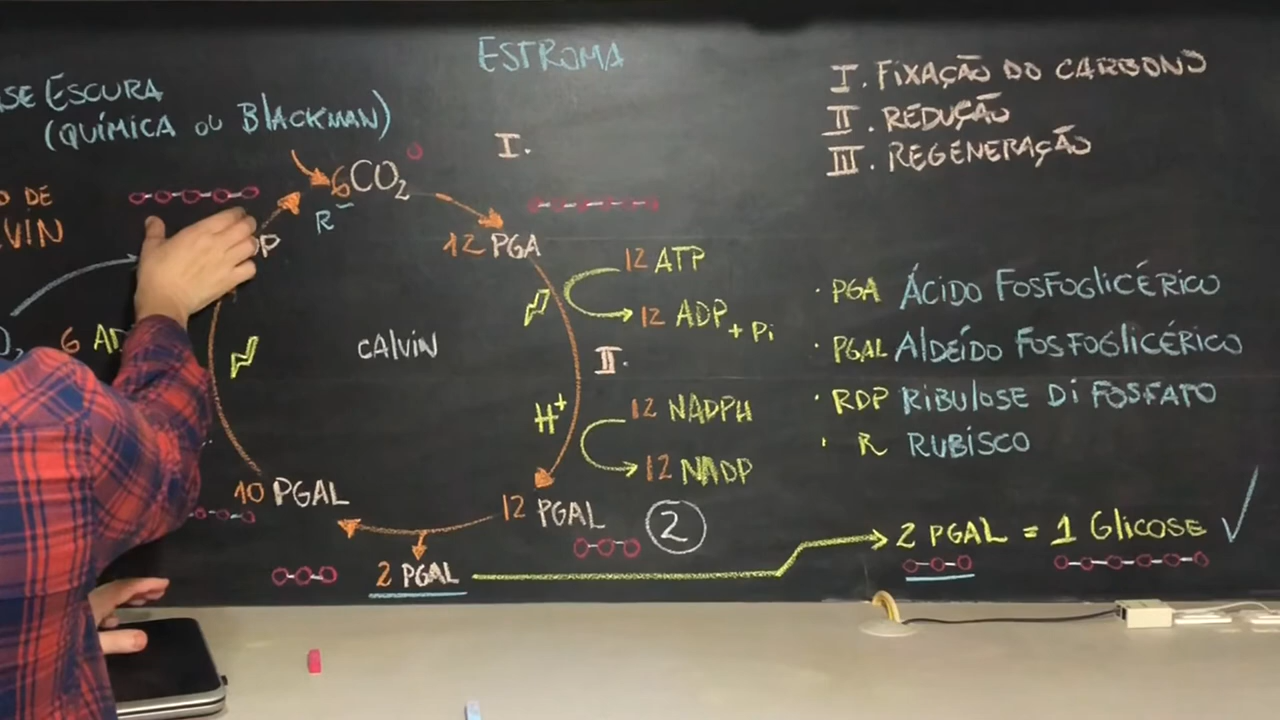 ESTROMA
SE ESCURA
(QUÍMICA OU BLACKMAN)
I. FIXAÇÃO DO CARBONO
II. REDUÇÃO
III. REGENERAÇÃO
I.
6CO2
R
O DE
LVIN
DP
12 PGA
12 ATP
12 ADP + Pi
6 AD
CALVIN
II.
H+
12 NADPH
12 NADP
10 PGAL
12 PGAL
2
2 PGAL
· PGA ÁCIDO FOSFOGLICÉRICO
· PGAL ALDEÍDO FOSFOGLICÉRICO
· RDP RIBULOSE DI FOSFATO
· R RUBISCO
2 PGAL = 1 GLICOSE